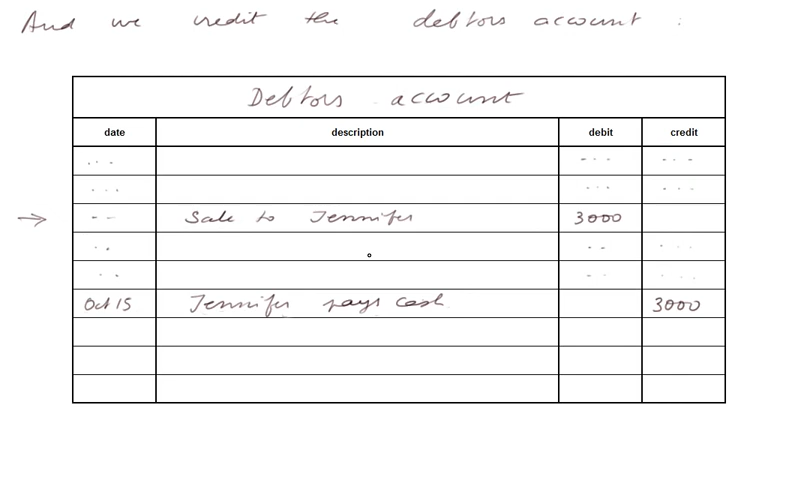 And we credit the debtors account :
Debtors account
date description debit credit
... ... ...
... ... ...
→ -- Sale to Jennifer 3000
.. -- ...
.. -- ...
Oct 15 Jennifer pays cash 3000